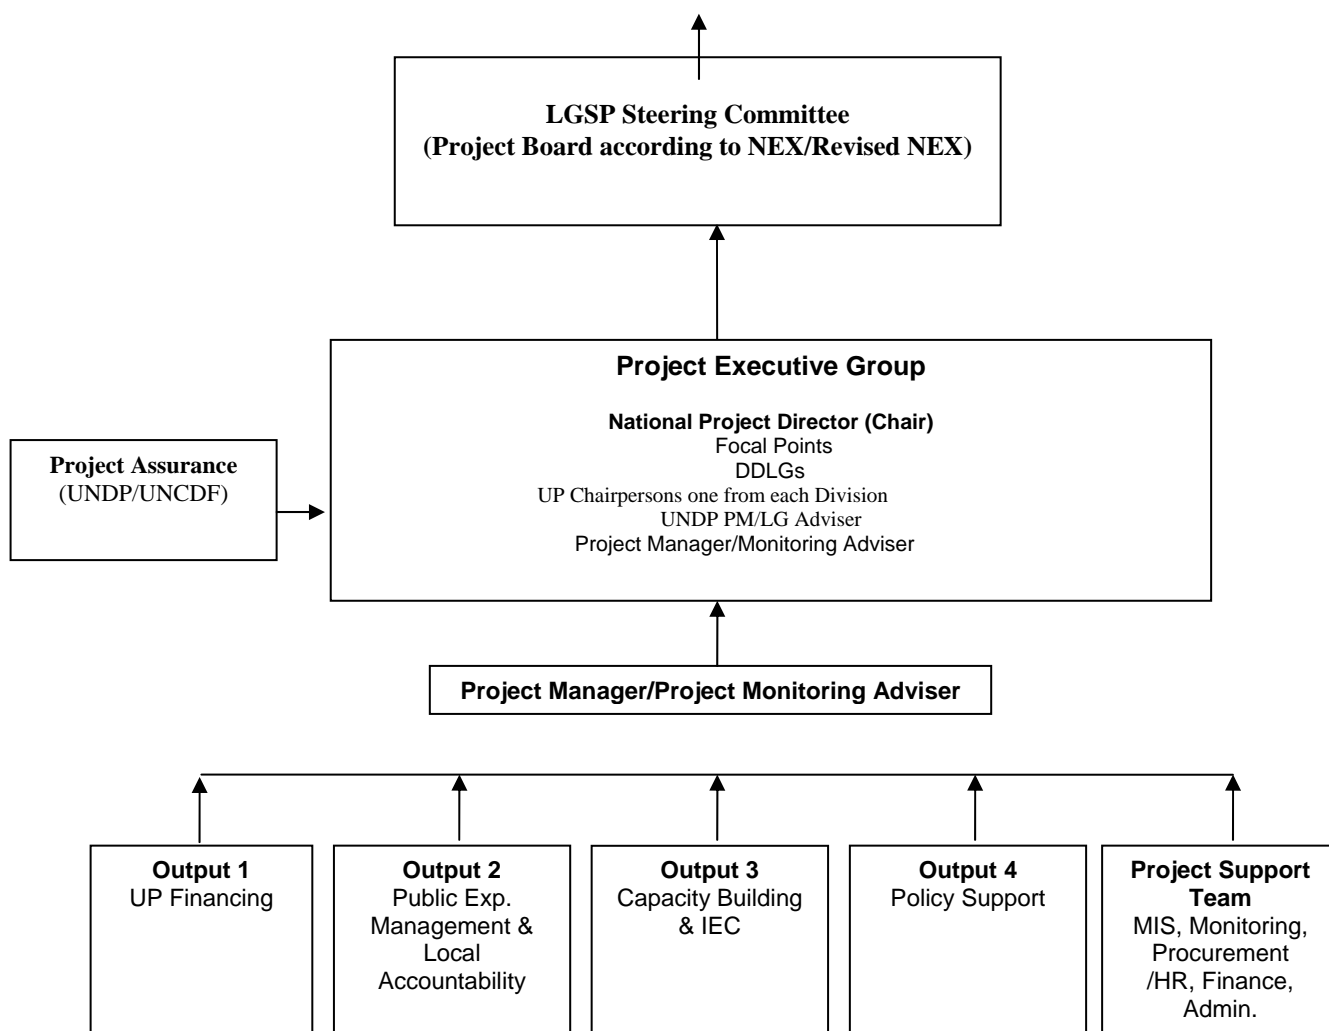 LGSP Steering Committee
(Project Board according to NEX/Revised NEX)
Project Executive Group
National Project Director (Chair)
Focal Points
DDLGs
UP Chairpersons one from each Division
UNDP PM/LG Adviser
Project Manager/Monitoring Adviser
Project Assurance
(UNDP/UNCDF)
Project Manager/Project Monitoring Adviser
Output 1
UP Financing
Output 2
Public Exp.
Management &
Local
Accountability
Output 3
Capacity Building
& IEC
Output 4
Policy Support
Project Support
Team
MIS, Monitoring,
Procurement
/HR, Finance,
Admin.